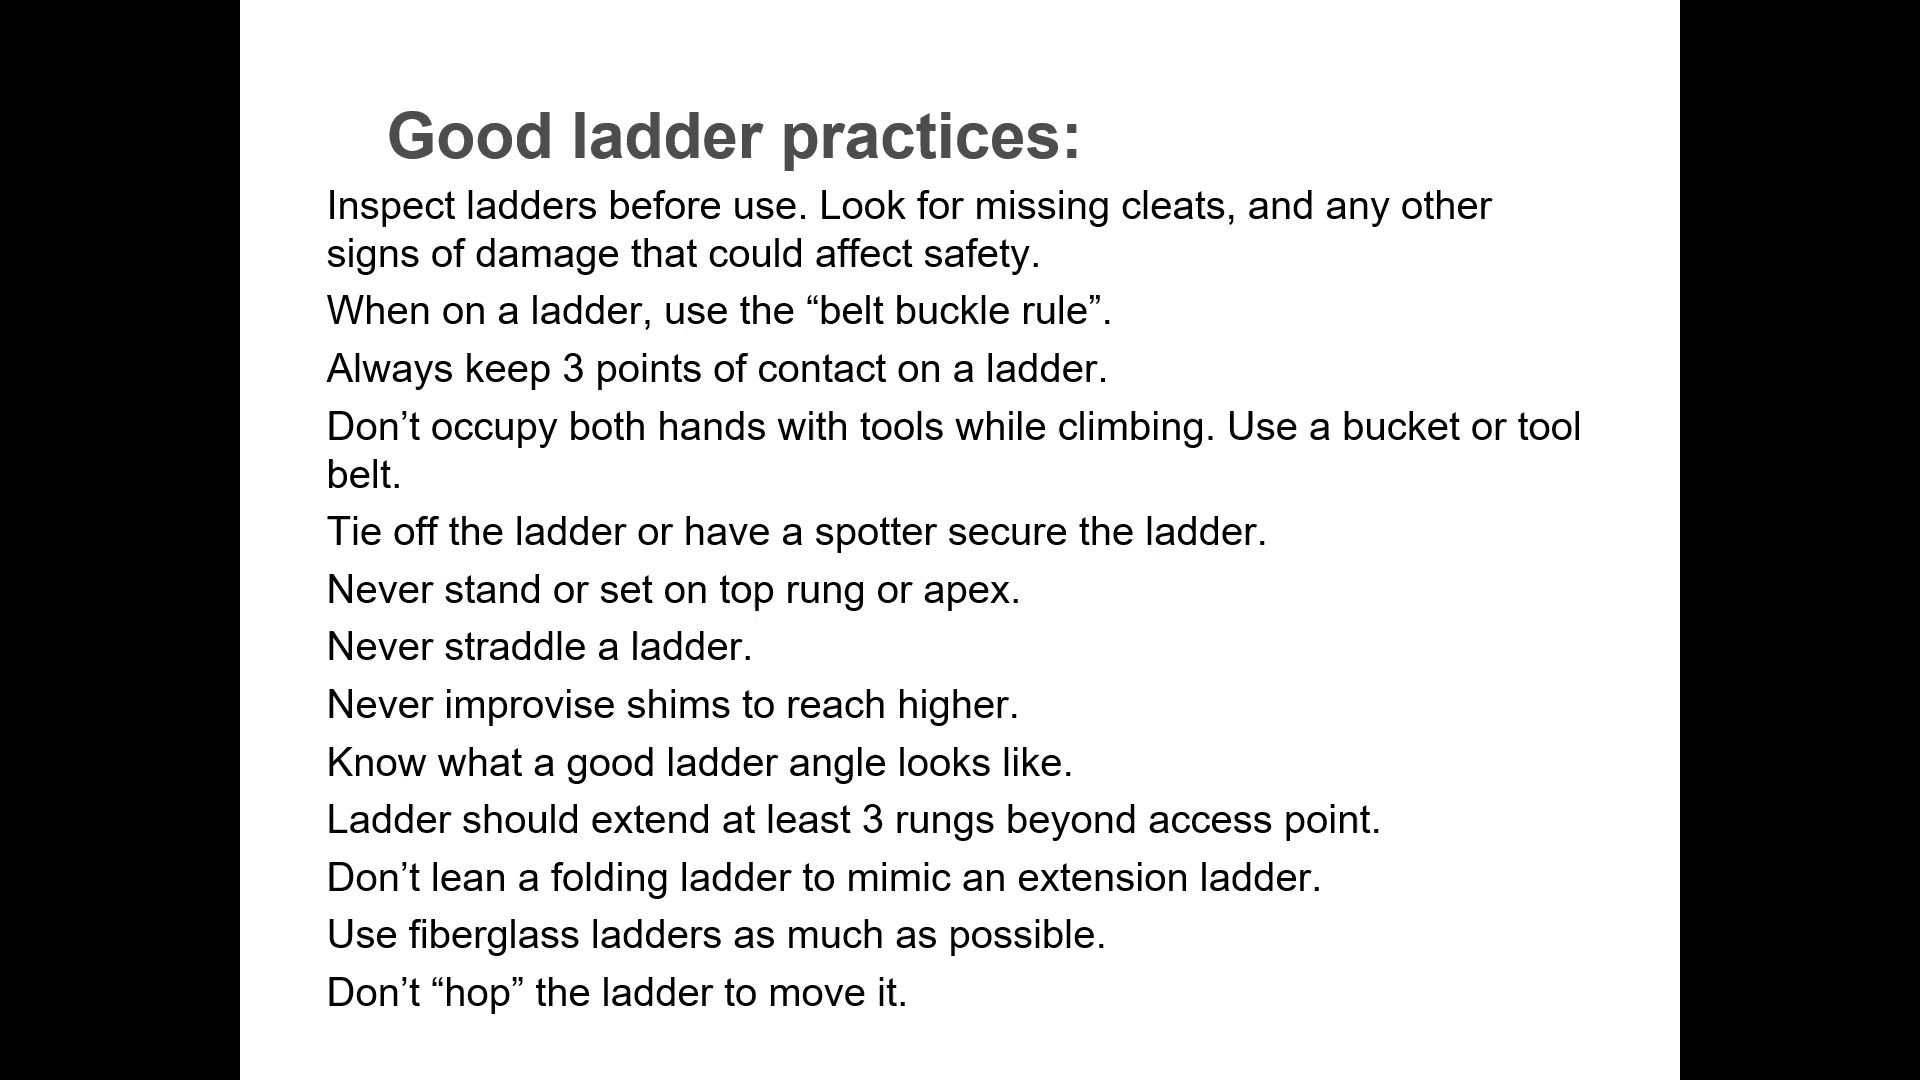 Good ladder practices:
Inspect ladders before use. Look for missing cleats, and any other
signs of damage that could affect safety.
When on a ladder, use the “belt buckle rule”.
Always keep 3 points of contact on a ladder.
Don’t occupy both hands with tools while climbing. Use a bucket or tool
belt.
Tie off the ladder or have a spotter secure the ladder.
Never stand or set on top rung or apex.
Never straddle a ladder.
Never improvise shims to reach higher.
Know what a good ladder angle looks like.
Ladder should extend at least 3 rungs beyond access point.
Don’t lean a folding ladder to mimic an extension ladder.
Use fiberglass ladders as much as possible.
Don’t “hop” the ladder to move it.